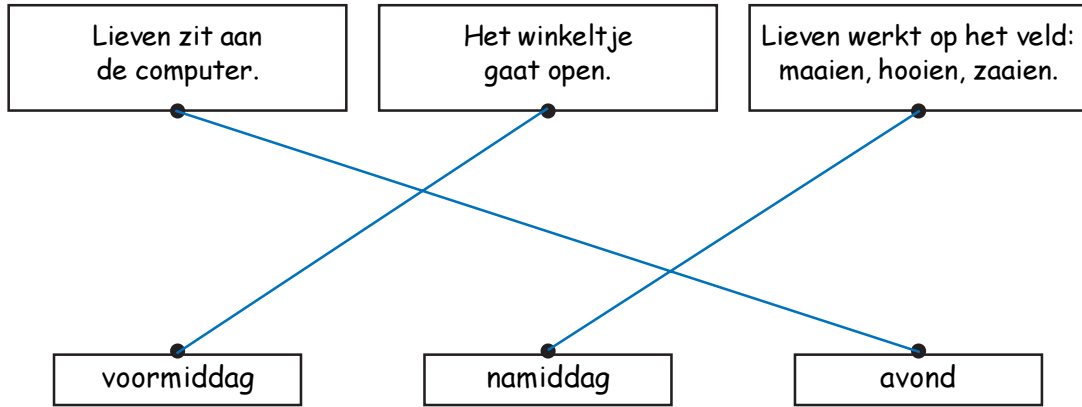 Lieven zit aan
de computer.
Het winkeltje
gaat open.
Lieven werkt op het veld:
maaien, hooien, zaaien.
voormiddag
namiddag
avond